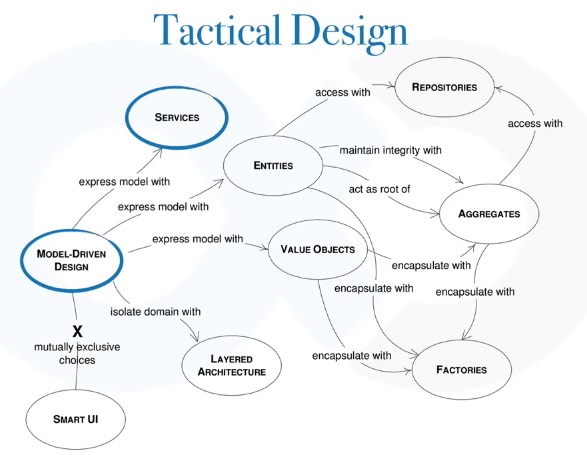 Tactical Design
REPOSITORIES
access with
SERVICES
access with
maintain integrity with
ENTITIES
express model with
act as root of
express model with
AGGREGATES
express model with
VALUE OBJECTS
MODEL-DRIVEN
DESIGN
encapsulate with
encapsulate with
encapsulate with
isolate domain with
X
mutually exclusive
choices
encapsulate with
LAYERED
ARCHITECTURE
FACTORIES
SMART UI